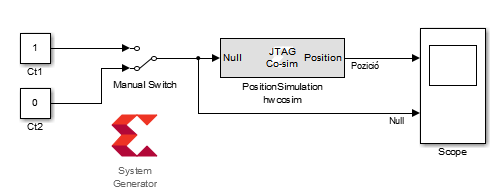 1
Ct1
0
Ct2
Manual Switch
Null
JTAG
Co-sim
Position
PositionSimulation
hwcosim
Pozició
Null
Scope
System
Generator